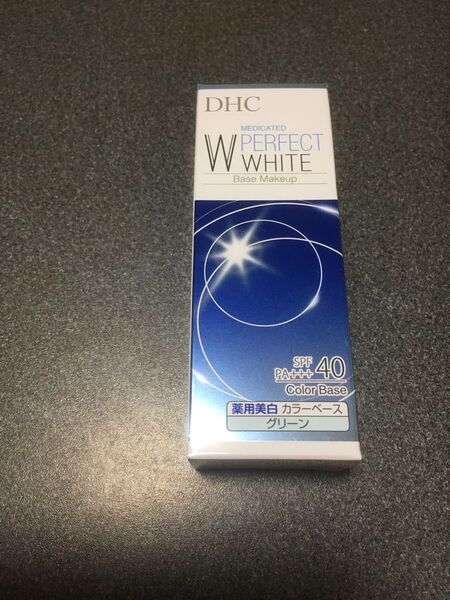 DHC
MEDICATED
W PERFECT
WHITE
Base Makeup
SPF 40
PA+++
Color Base
薬用美白 カラーベース
グリーン